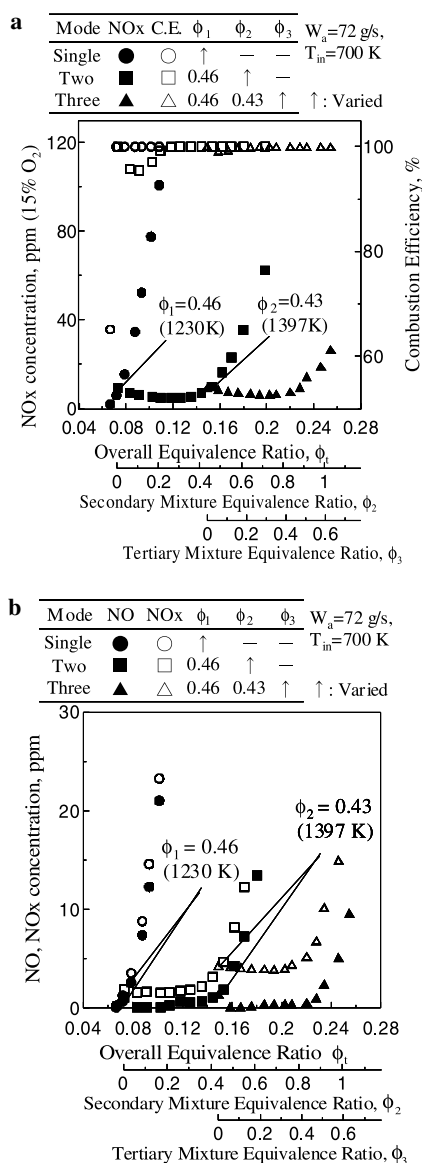 a
Mode NOx C.E. ϕ1 ϕ2 ϕ3
Single ● ○ ↑ — —
Two ■ □ 0.46 ↑ —
Three ▲ △ 0.46 0.43 ↑
Wa=72 g/s,
Tin=700 K
↑ : Varied
NOx concentration, ppm (15% O2)
120
80
40
0
100
80
60
Combustion Efficiency, %
ϕ1=0.46
(1230K)
ϕ2=0.43
(1397K)
0.04 0.08 0.12 0.16 0.20 0.24 0.28
Overall Equivalence Ratio, ϕt
0 0.2 0.4 0.6 0.8 1
Secondary Mixture Equivalence Ratio, ϕ2
0 0.2 0.4 0.6
Tertiary Mixture Equivalence Ratio, ϕ3
b
Mode NO NOx ϕ1 ϕ2 ϕ3
Single ● ○ ↑ — —
Two ■ □ 0.46 ↑ —
Three ▲ △ 0.46 0.43 ↑
Wa=72 g/s,
Tin=700 K
↑ : Varied
NO, NOx concentration, ppm
30
20
10
0
ϕ1 = 0.46
(1230 K)
ϕ2 = 0.43
(1397 K)
0.04 0.08 0.12 0.16 0.2 0.24 0.28
Overall Equivalence Ratio ϕt
0 0.2 0.4 0.6 0.8 1
Secondary Mixture Equivalence Ratio, ϕ2
0 0.2 0.4 0.6
Tertiary Mixture Equivalence Ratio, ϕ3